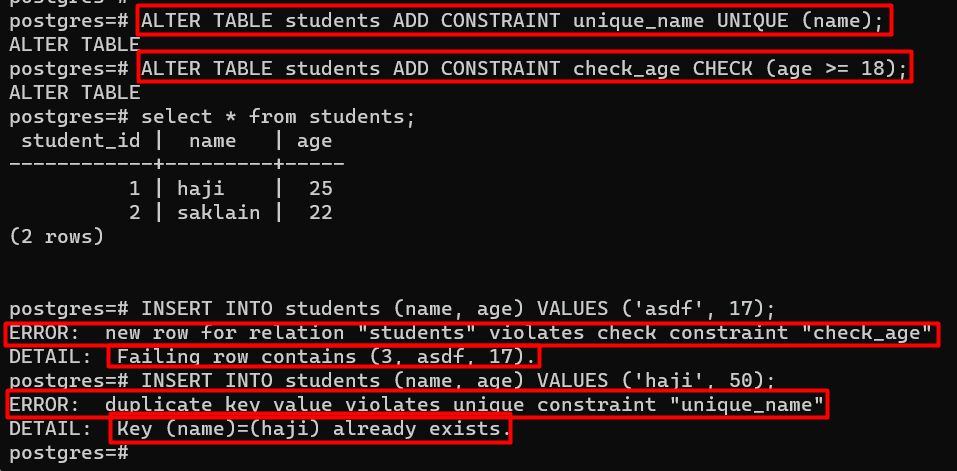 postgres=#
postgres=# ALTER TABLE students ADD CONSTRAINT unique_name UNIQUE (name);
ALTER TABLE
postgres=# ALTER TABLE students ADD CONSTRAINT check_age CHECK (age >= 18);
ALTER TABLE
postgres=# select * from students;
 student_id |  name   | age
------------+---------+-----
          1 | haji    |  25
          2 | saklain |  22
(2 rows)
postgres=# INSERT INTO students (name, age) VALUES ('asdf', 17);
ERROR:  new row for relation "students" violates check constraint "check_age"
DETAIL:  Failing row contains (3, asdf, 17).
postgres=# INSERT INTO students (name, age) VALUES ('haji', 50);
ERROR:  duplicate key value violates unique constraint "unique_name"
DETAIL:  Key (name)=(haji) already exists.
postgres=#